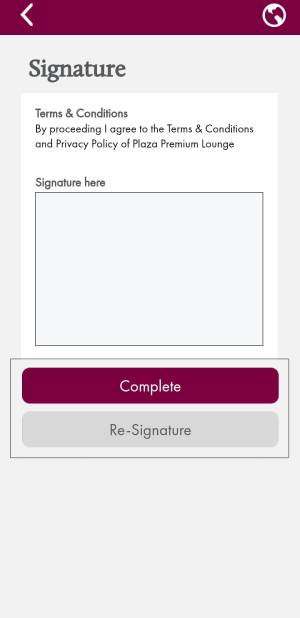 Signature
Terms & Conditions
By proceeding I agree to the Terms & Conditions
and Privacy Policy of Plaza Premium Lounge
Signature here
Complete
Re-Signature